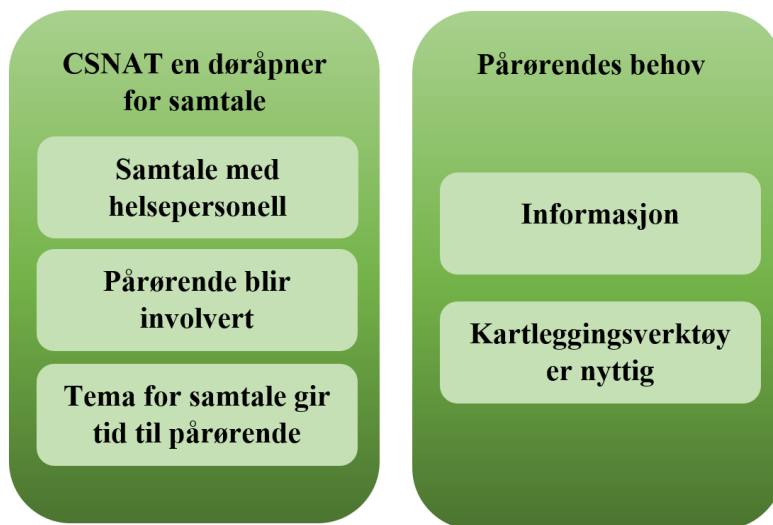 CSNAT en døråpner
for samtale
Samtale med
helsepersonell
Pårørende blir
involvert
Tema for samtale gir
tid til pårørende
Pårørendes behov
Informasjon
Kartleggingsverktøy
er nyttig